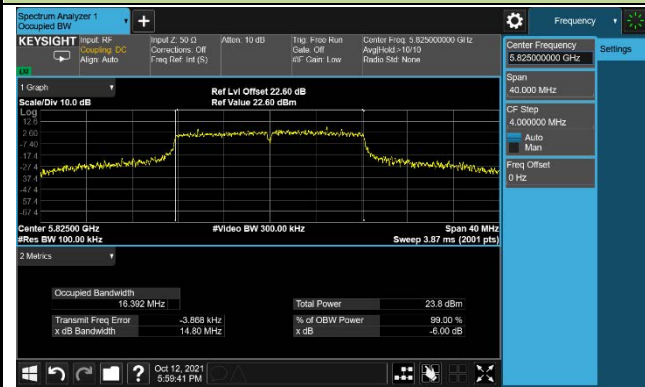 Spectrum Analyzer 1
Occupied BW
Frequency
KEYSIGHT
Input: RF
Coupling: DC
Align: Auto
Input Z: 50 Ω
Corrections: Off
Freq Ref: Int (S)
Atten: 10 dB
Trig: Free Run
Gate: Off
#IF Gain: Low
Center Freq: 5.825000000 GHz
Avg|Hold:>10/10
Radio Std: None
Center Frequency
5.825000000 GHz
Settings
Span
40.000 MHz
CF Step
4.000000 MHz
Auto
Man
Freq Offset
0 Hz
1 Graph
Scale/Div 10.0 dB
Ref Lvl Offset 22.60 dB
Ref Value 22.60 dBm
Log
12.6
2.60
-7.40
-17.4
-27.4
-37.4
-47.4
-57.4
-67.4
Center 5.82500 GHz
#Video BW 300.00 kHz
Span 40 MHz
#Res BW 100.00 kHz
Sweep 3.87 ms (2001 pts)
2 Metrics
Occupied Bandwidth
16.392 MHz
Total Power
23.8 dBm
Transmit Freq Error
-3.868 kHz
% of OBW Power
99.00 %
x dB Bandwidth
14.80 MHz
x dB
-6.00 dB
Oct 12, 2021
5:59:41 PM